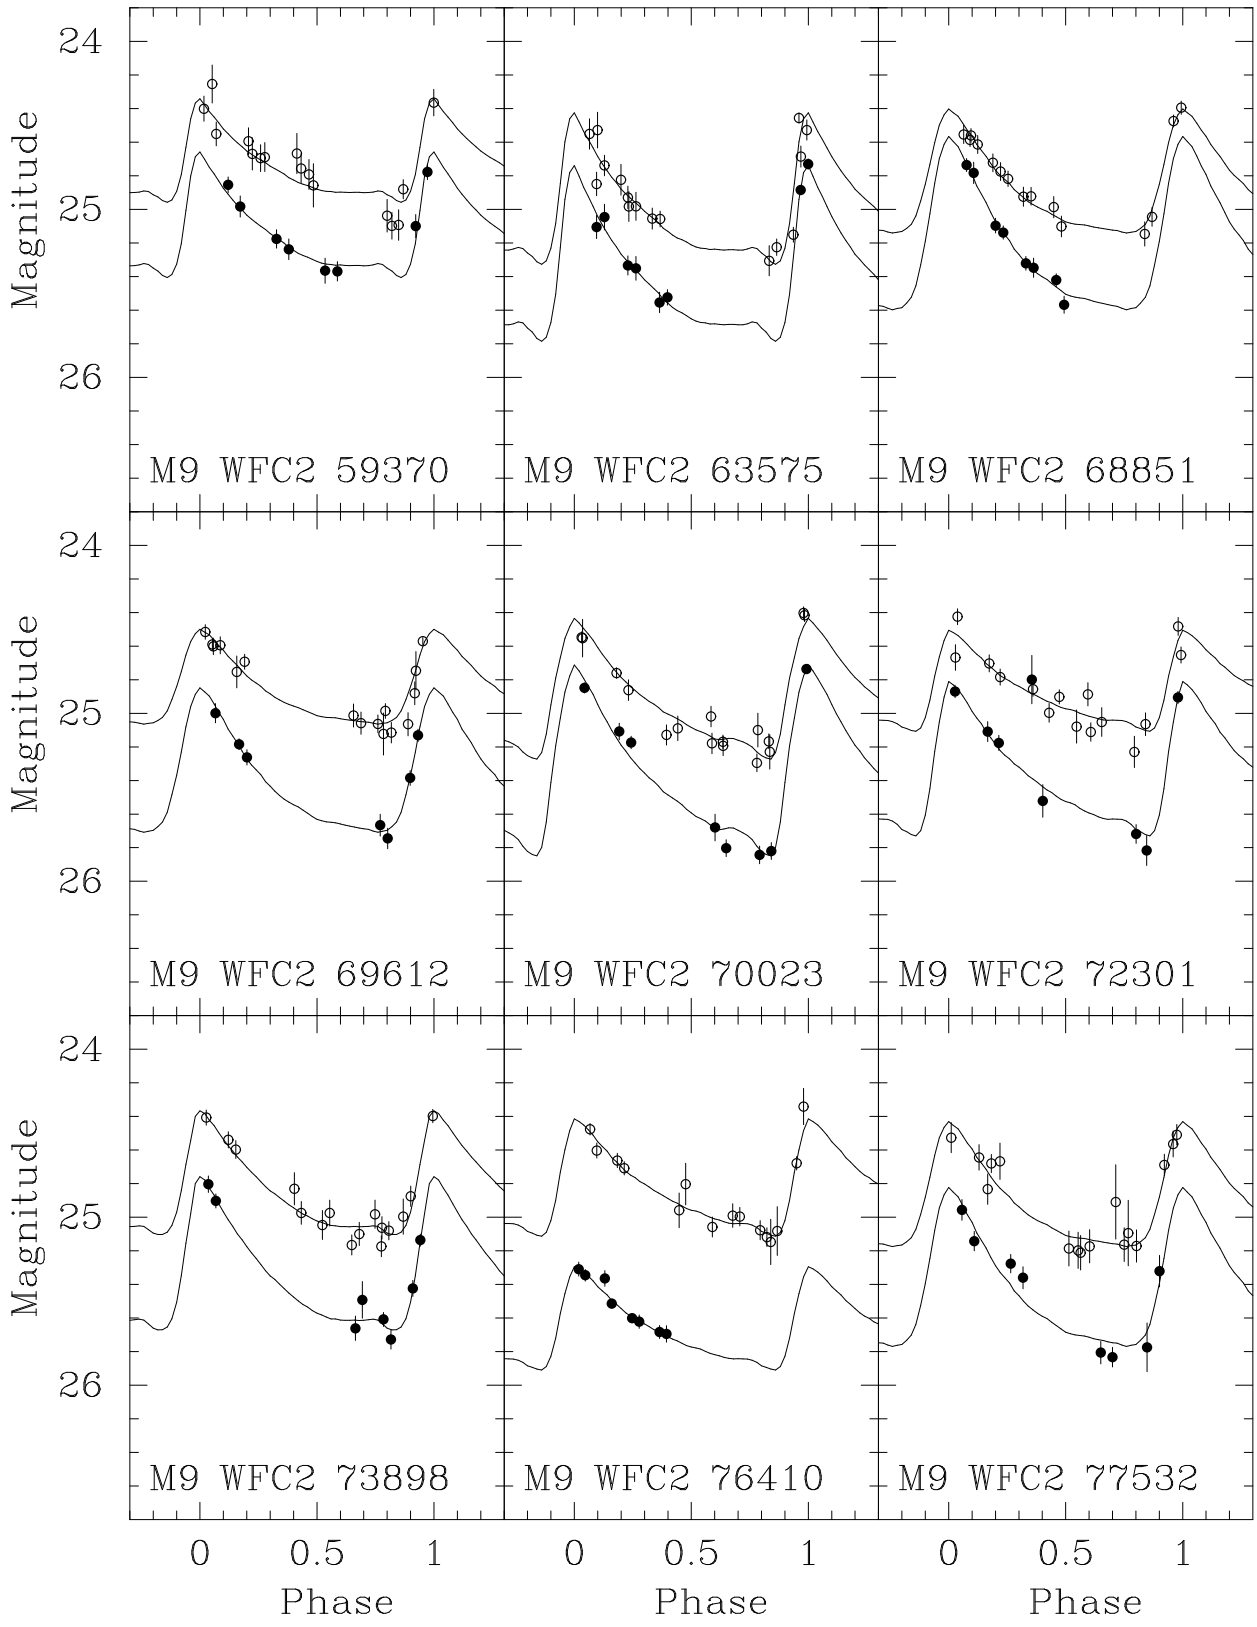 24
25
26
Magnitude
M9 WFC2 59370
M9 WFC2 63575
M9 WFC2 68851
24
25
26
Magnitude
M9 WFC2 69612
M9 WFC2 70023
M9 WFC2 72301
24
25
26
Magnitude
M9 WFC2 73898
M9 WFC2 76410
M9 WFC2 77532
0 0.5 1
0 0.5 1
0 0.5 1
Phase
Phase
Phase